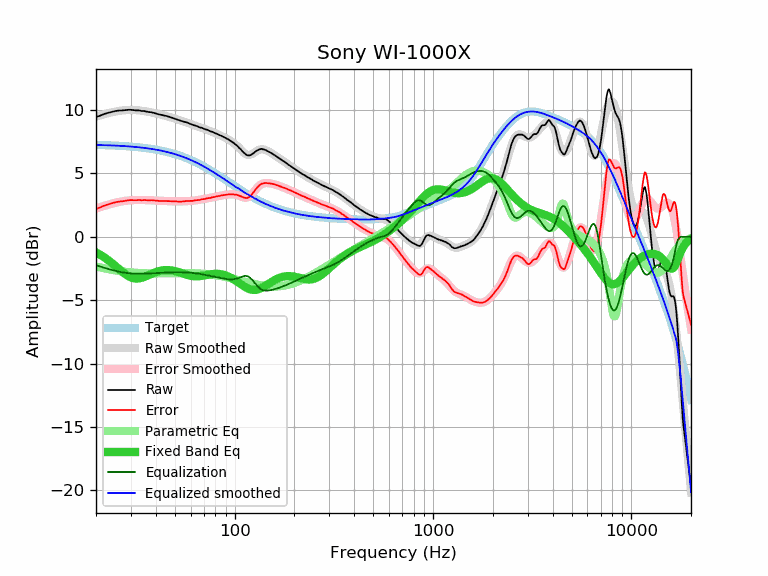 Sony WI-1000X
Amplitude (dBr)
10
5
0
−5
−10
−15
−20
Target
Raw Smoothed
Error Smoothed
Raw
Error
Parametric Eq
Fixed Band Eq
Equalization
Equalized smoothed
100 1000 10000
Frequency (Hz)